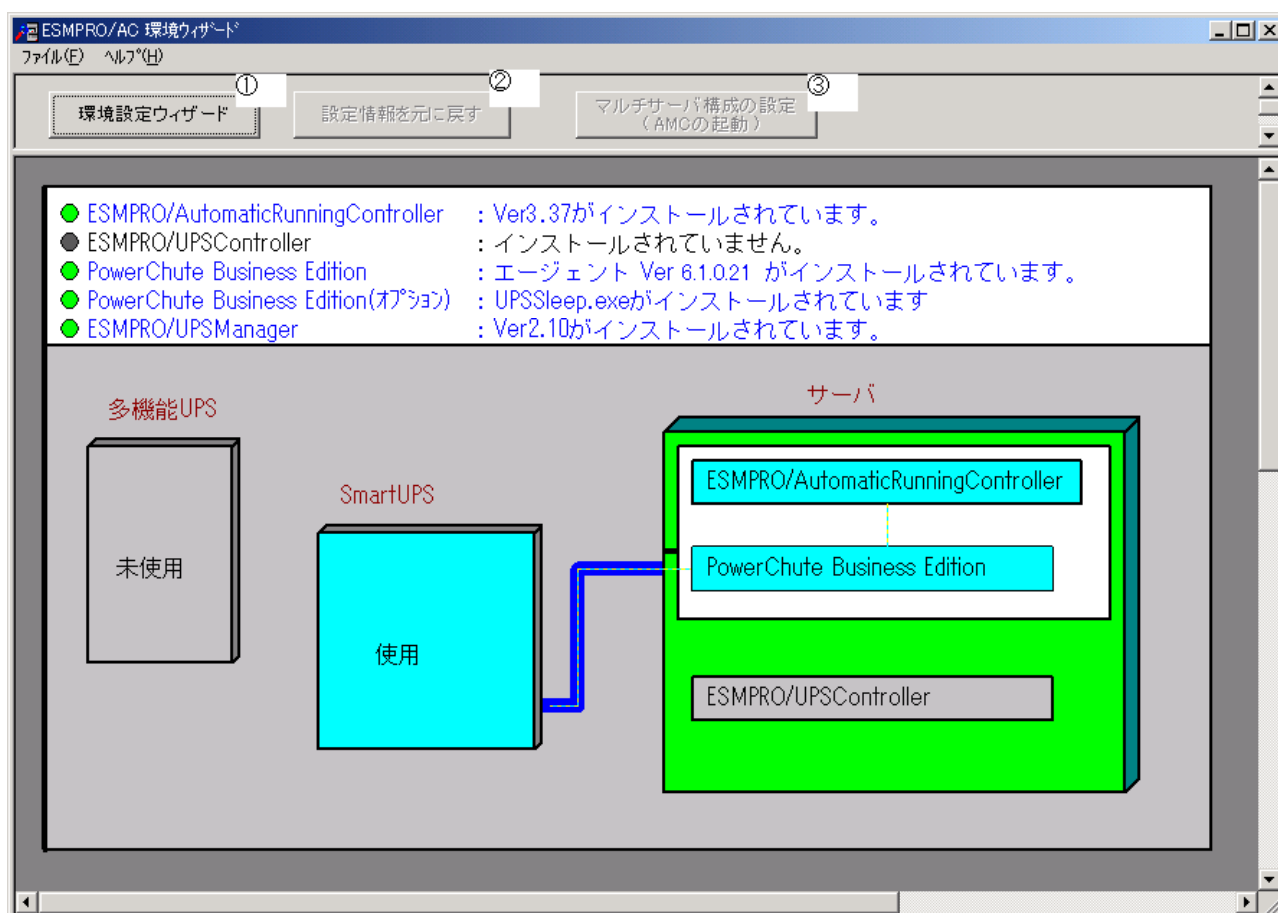 ESMPRO/AC 環境ウィザード
ファイル(F) ヘルプ(H)
① ② ③
環境設定ウィザード 設定情報を元に戻す マルチサーバ構成の設定
(AMCの起動)
ESMPRO/AutomaticRunningController : Ver3.37がインストールされています。
ESMPRO/UPSController : インストールされていません。
PowerChute Business Edition : エージェント Ver 6.1.0.21 がインストールされています。
PowerChute Business Edition(オプション) : UPSSleep.exeがインストールされています
ESMPRO/UPSManager : Ver2.10がインストールされています。
サーバ
多機能UPS
ESMPRO/AutomaticRunningController
SmartUPS
未使用
PowerChute Business Edition
使用
ESMPRO/UPSController